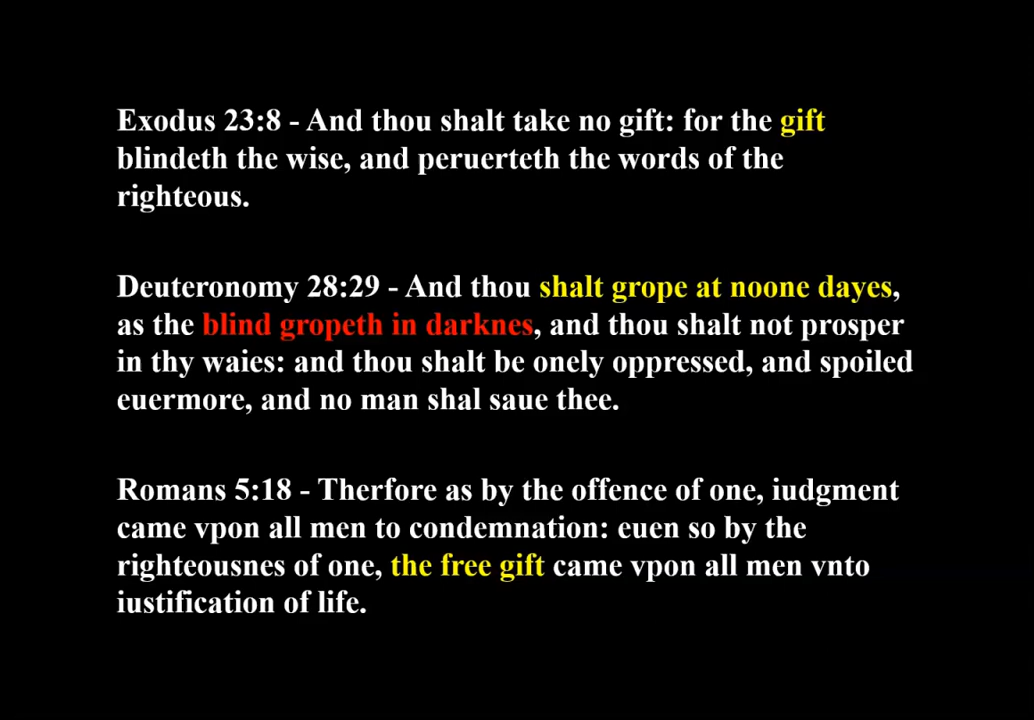 Exodus 23:8 - And thou shalt take no gift: for the gift
blindeth the wise, and peruerteth the words of the
righteous.
Deuteronomy 28:29 - And thou shalt grope at noone dayes,
as the blind gropeth in darknes, and thou shalt not prosper
in thy waies: and thou shalt be onely oppressed, and spoiled
euermore, and no man shal saue thee.
Romans 5:18 - Therfore as by the offence of one, iudgment
came vpon all men to condemnation: euen so by the
righteousnes of one, the free gift came vpon all men vnto
iustification of life.